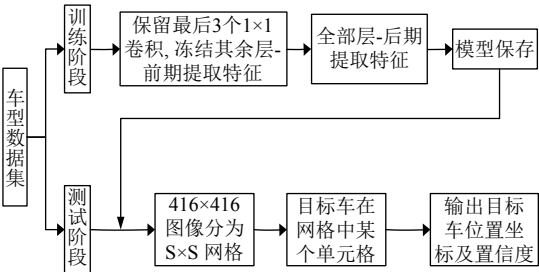 车型数据集
训练阶段
保留最后3个1×1
卷积, 冻结其余层-
前期提取特征
全部层-后期
提取特征
模型保存
测试阶段
416×416
图像分为
S×S 网格
目标车在
网格中某
个单元格
输出目标
车位置坐
标及置信度